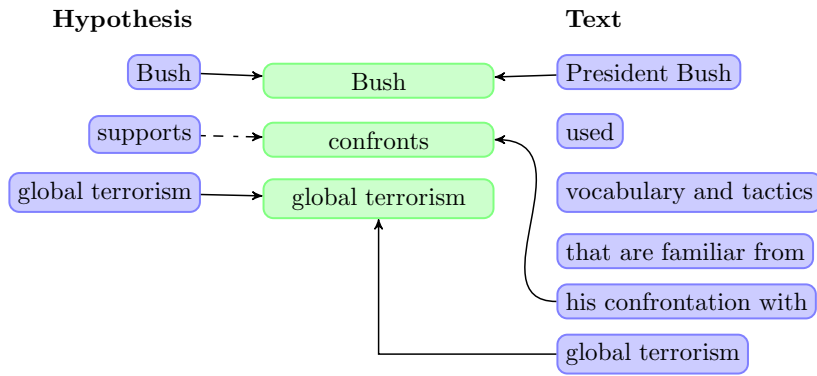 Hypothesis Text
Bush Bush President Bush
supports confronts used
global terrorism global terrorism vocabulary and tactics
that are familiar from
his confrontation with
global terrorism